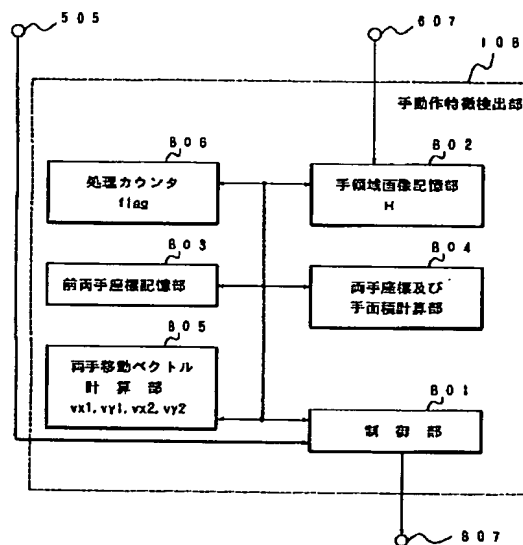 505
607
108
手動作特徴検出部
806
処理カウンタ
flag
802
手領域画像記憶部
H
803
前両手座標記憶部
804
両手座標及び
手面積計算部
805
両手移動ベクトル
計算部
vx1, vy1, vx2, vy2
801
制御部
807